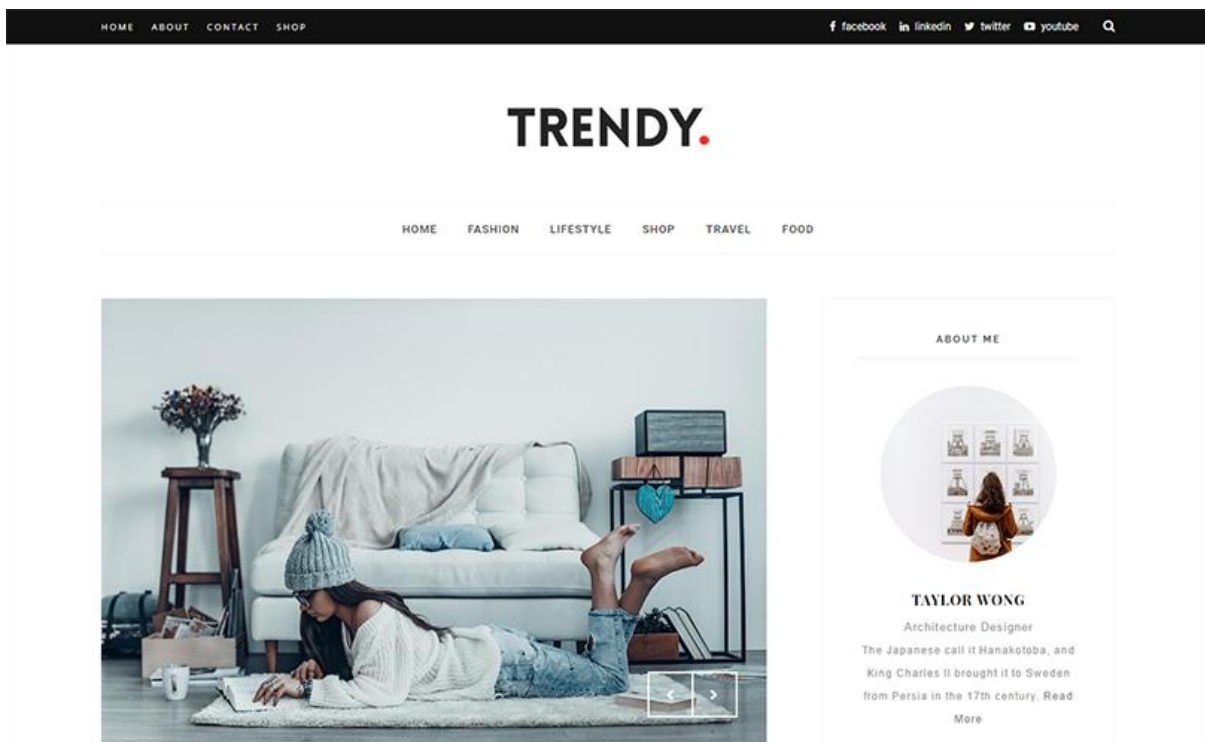 HOME ABOUT CONTACT SHOP
facebook linkedin twitter youtube
TRENDY.
HOME FASHION LIFESTYLE SHOP TRAVEL FOOD
ABOUT ME
TAYLOR WONG
Architecture Designer
The Japanese call it Hanakotoba, and
King Charles II brought it to Sweden
from Persia in the 17th century. Read
More